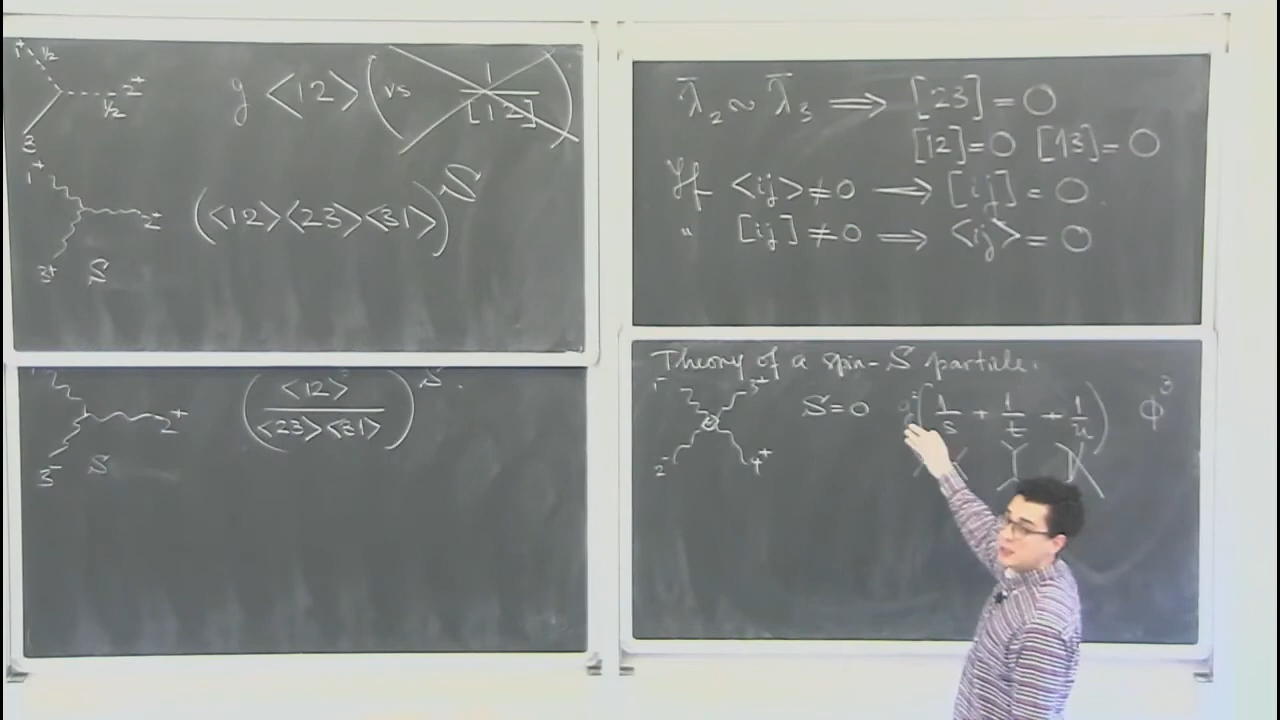 1⁺ 1/2
1/2 2⁺
3
g <12> ( vs 1/[12] )
1⁺
2⁺
3⁺ S
(<12><23><31>)^S
2⁺
3⁻ S
(<12>³/<23><31>)^S.
λ̄₂ ~ λ̄₃ ⟹ [23] = 0
[12]=0 [13]=0
If <ij> ≠ 0 ⟶ [ij] = 0.
" [ij] ≠ 0 ⟹ <ij> = 0
Theory of a spin-S particle.
1⁻ 3⁺
2⁻ 4⁺
S=0 g²(1/s + 1/t + 1/u) ϕ³